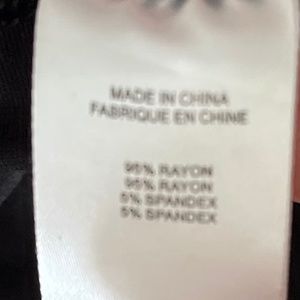 MADE IN CHINA
FABRIQUE EN CHINE
95% RAYON
95% RAYON
5% SPANDEX
5% SPANDEX